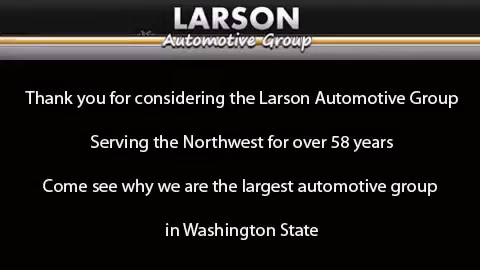 LARSON
Automotive Group
Thank you for considering the Larson Automotive Group
Serving the Northwest for over 58 years
Come see why we are the largest automotive group
in Washington State